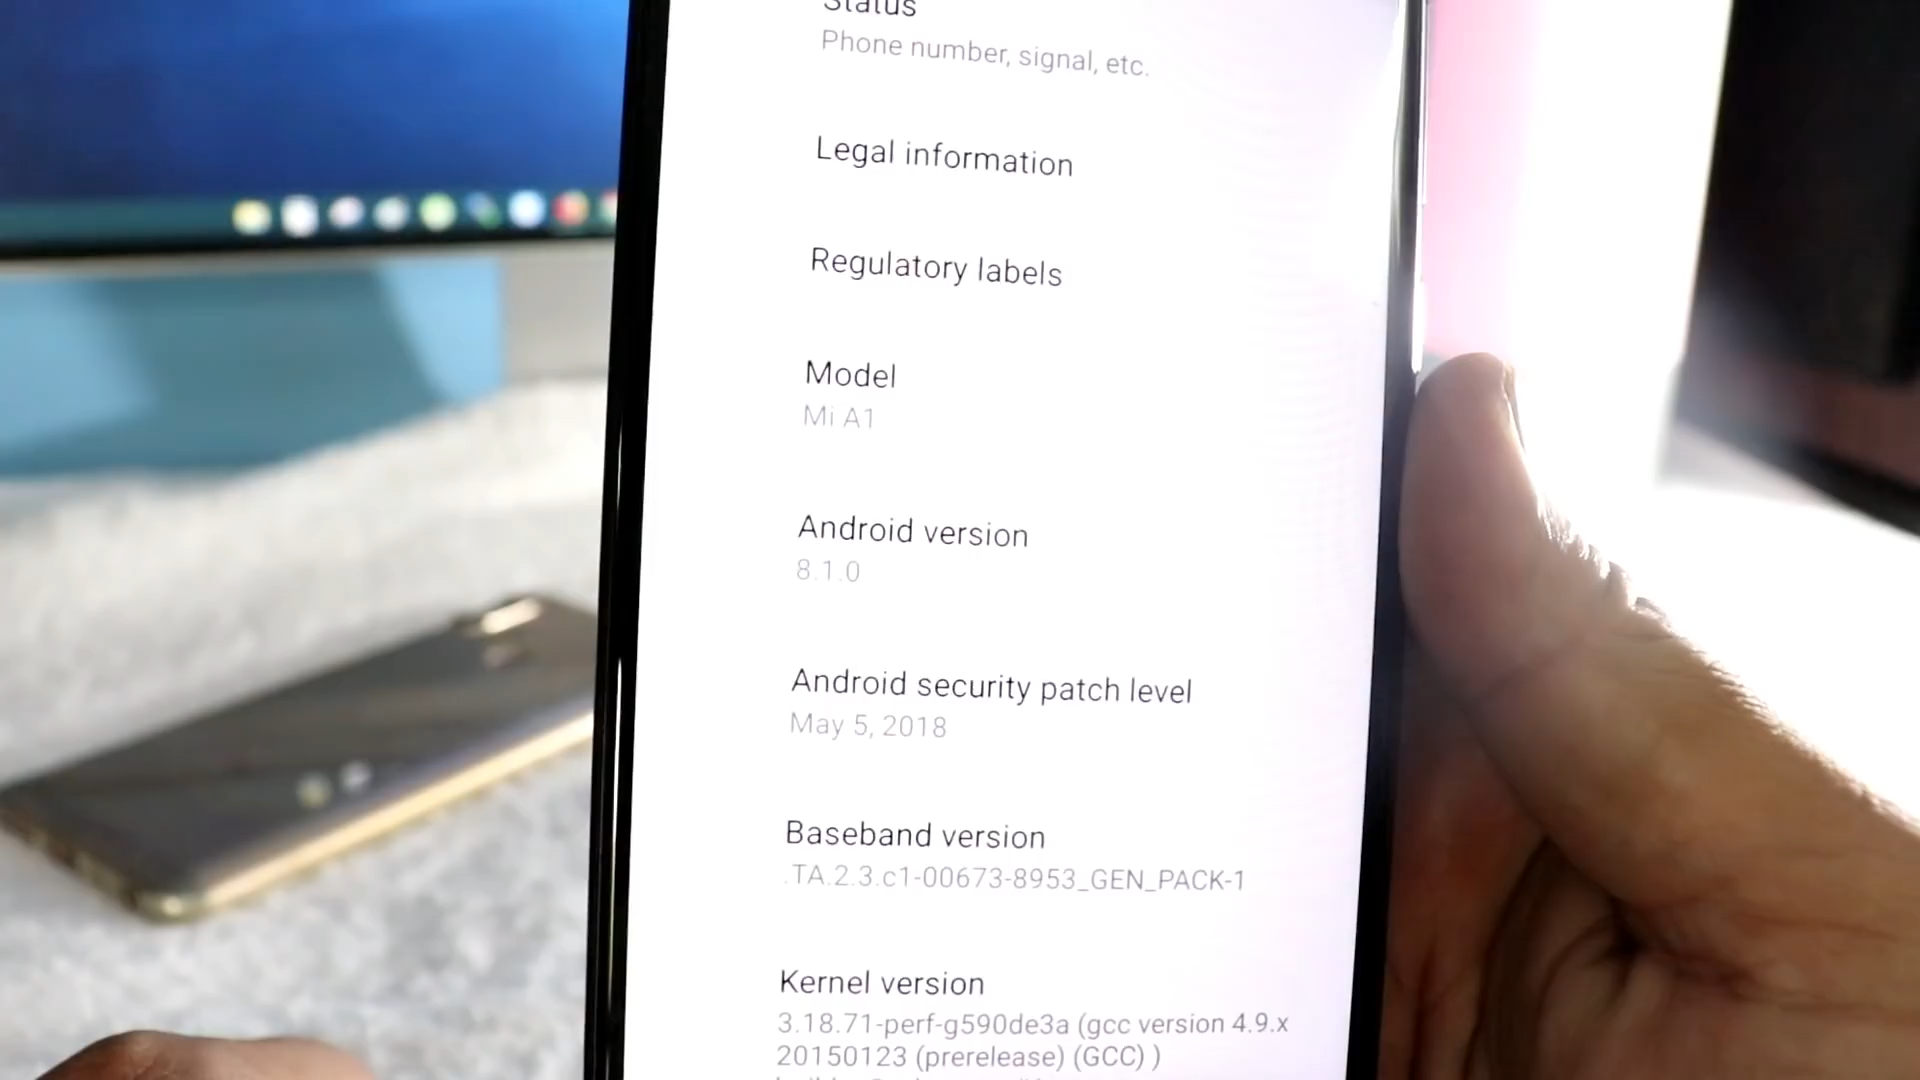 Status
Phone number, signal, etc.
Legal information
Regulatory labels
Model
Mi A1
Android version
8.1.0
Android security patch level
May 5, 2018
Baseband version
.TA.2.3.c1-00673-8953_GEN_PACK-1
Kernel version
3.18.71-perf-g590de3a (gcc version 4.9.x
20150123 (prerelease) (GCC) )